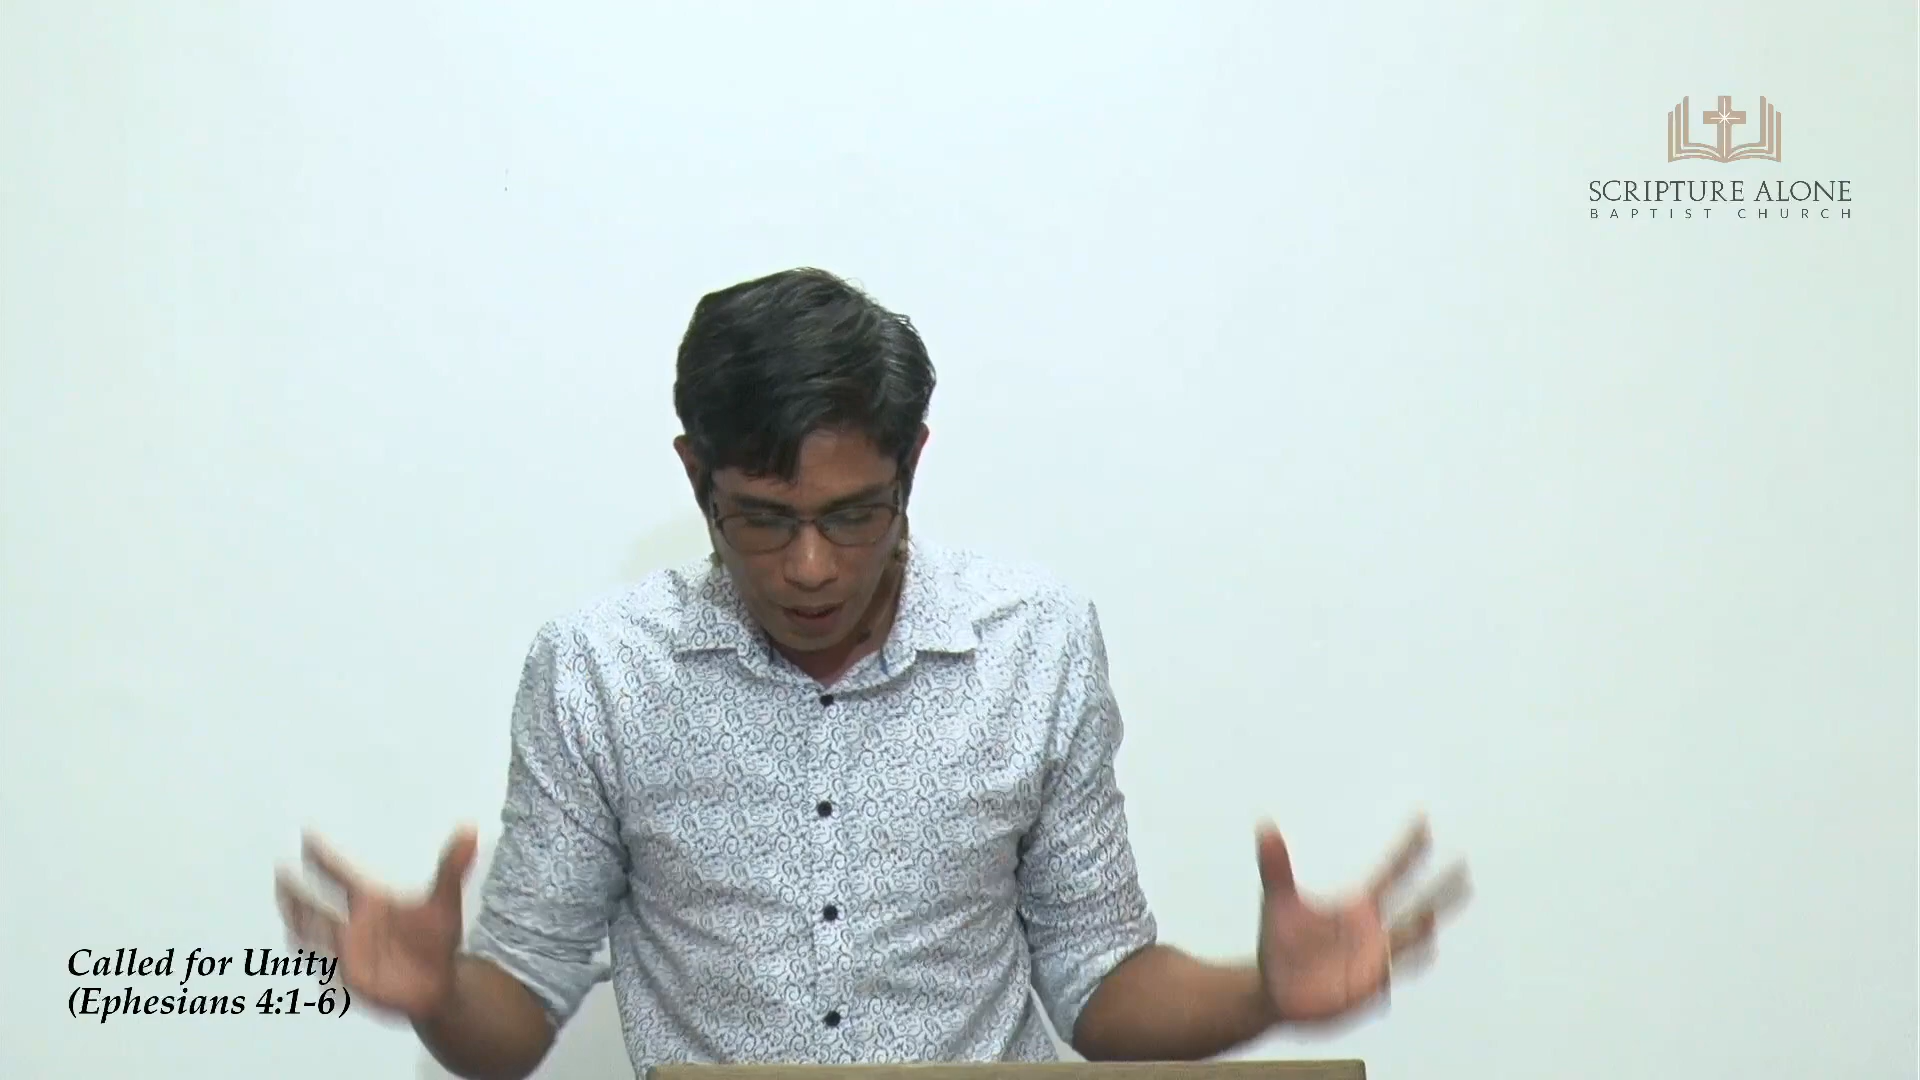 SCRIPTURE ALONE
BAPTIST CHURCH
Called for Unity
(Ephesians 4:1-6)